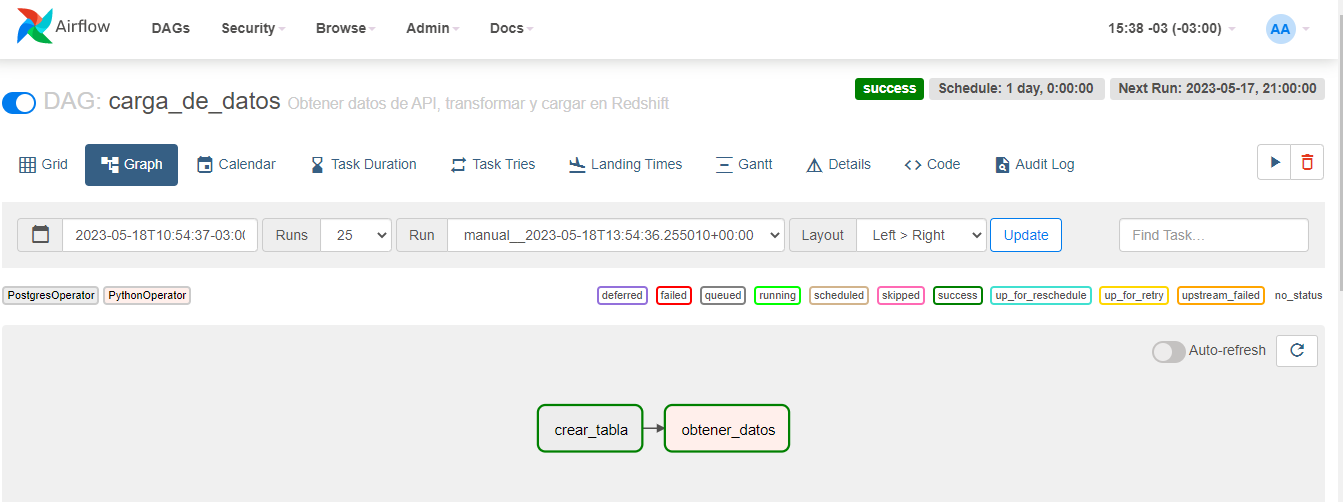 Airflow DAGs Security Browse Admin Docs 15:38 -03 (-03:00) AA
DAG: carga_de_datos Obtener datos de API, transformar y cargar en Redshift success Schedule: 1 day, 0:00:00 Next Run: 2023-05-17, 21:00:00
Grid Graph Calendar Task Duration Task Tries Landing Times Gantt Details Code Audit Log
2023-05-18T10:54:37-03:00 Runs 25 Run manual__2023-05-18T13:54:36.255010+00:00 Layout Left > Right Update Find Task...
PostgresOperator PythonOperator deferred failed queued running scheduled skipped success up_for_reschedule up_for_retry upstream_failed no_status
Auto-refresh
crear_tabla obtener_datos